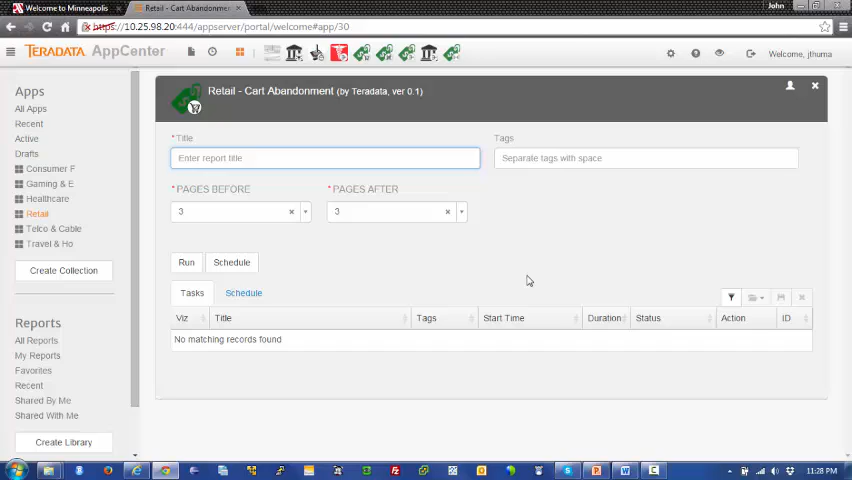 Welcome to Minneapolis
Retail - Cart Abandonment
John
https://10.25.98.20:444/appserver/portal/welcome#app/30
TERADATA AppCenter
Welcome, jthuma
Apps
All Apps
Recent
Active
Drafts
Consumer F
Gaming & E
Healthcare
Retail
Telco & Cable
Travel & Ho
Create Collection
Reports
All Reports
My Reports
Favorites
Recent
Shared By Me
Shared With Me
Create Library
Retail - Cart Abandonment (by Teradata, ver 0.1)
* Title
Tags
Enter report title
Separate tags with space
* PAGES BEFORE
* PAGES AFTER
3
3
Run
Schedule
Tasks
Schedule
Viz Title Tags Start Time Duration Status Action ID
No matching records found
11:28 PM